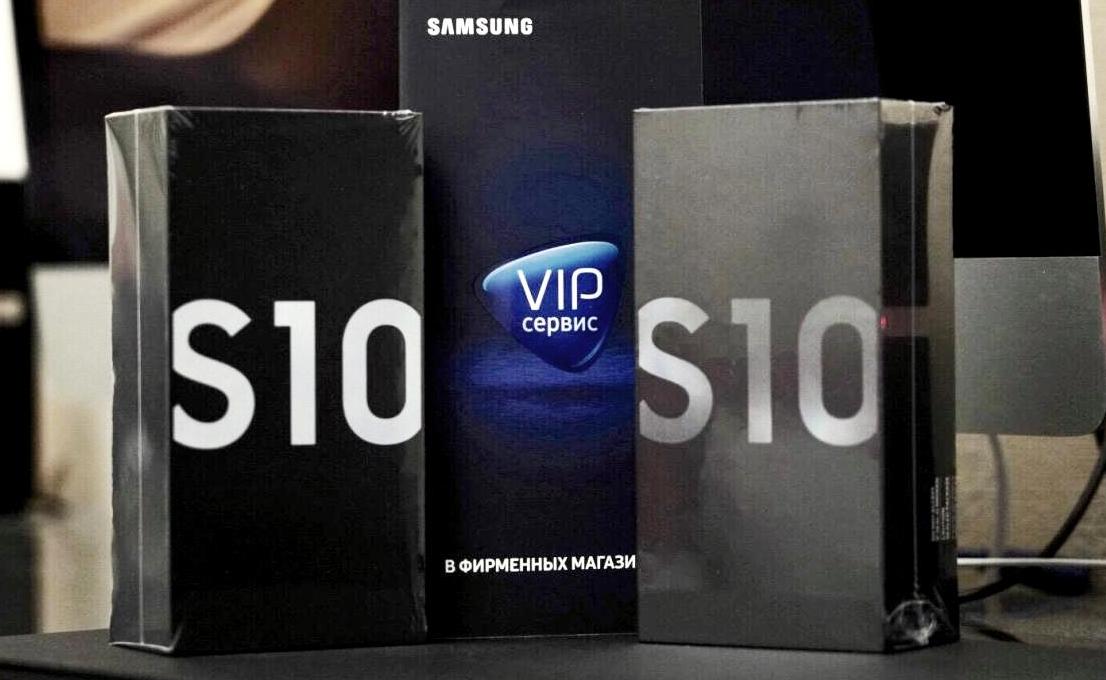 SAMSUNG
VIP
сервис
S10
S10
В ФИРМЕННЫХ МАГАЗИ